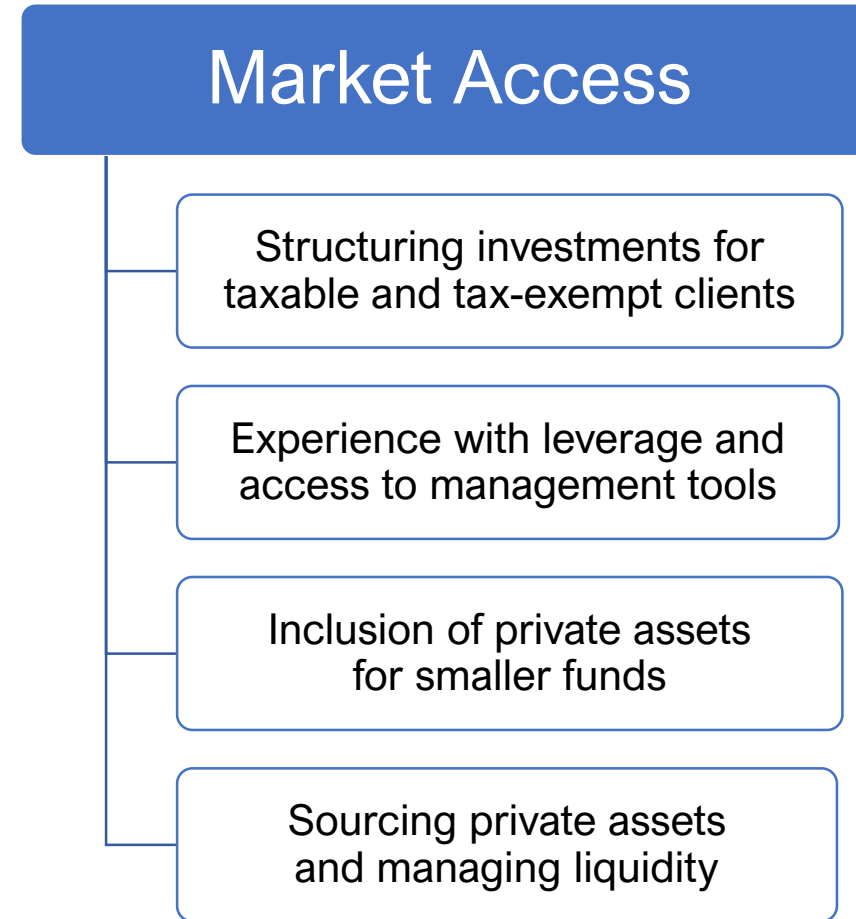 Market Access
Structuring investments for
taxable and tax-exempt clients
Experience with leverage and
access to management tools
Inclusion of private assets
for smaller funds
Sourcing private assets
and managing liquidity